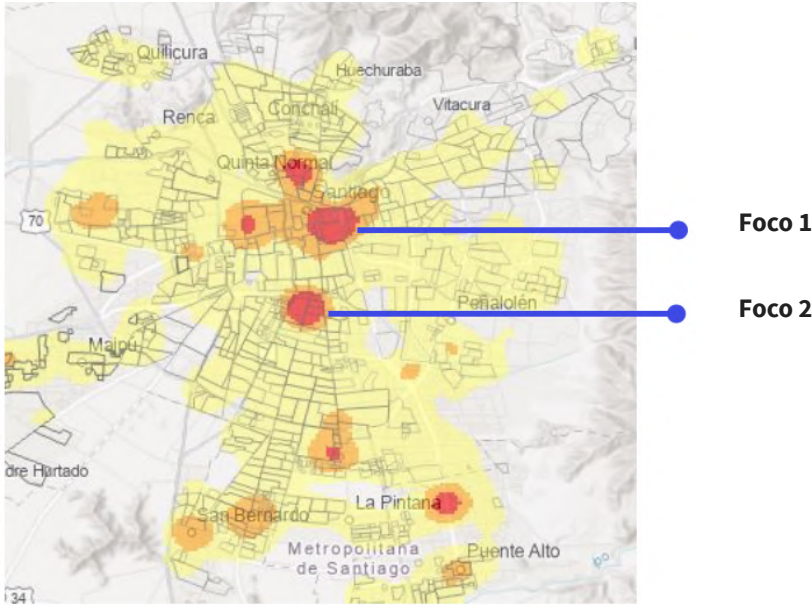 Quilicura
Huechuraba
Renca
Conchalí
Vitacura
Quinta Normal
Santiago
70
Foco 1
Peñalolén
Foco 2
Maipú
dre Hurtado
La Pintana
San Bernardo
Metropolitana
de Santiago
Puente Alto
Po
34